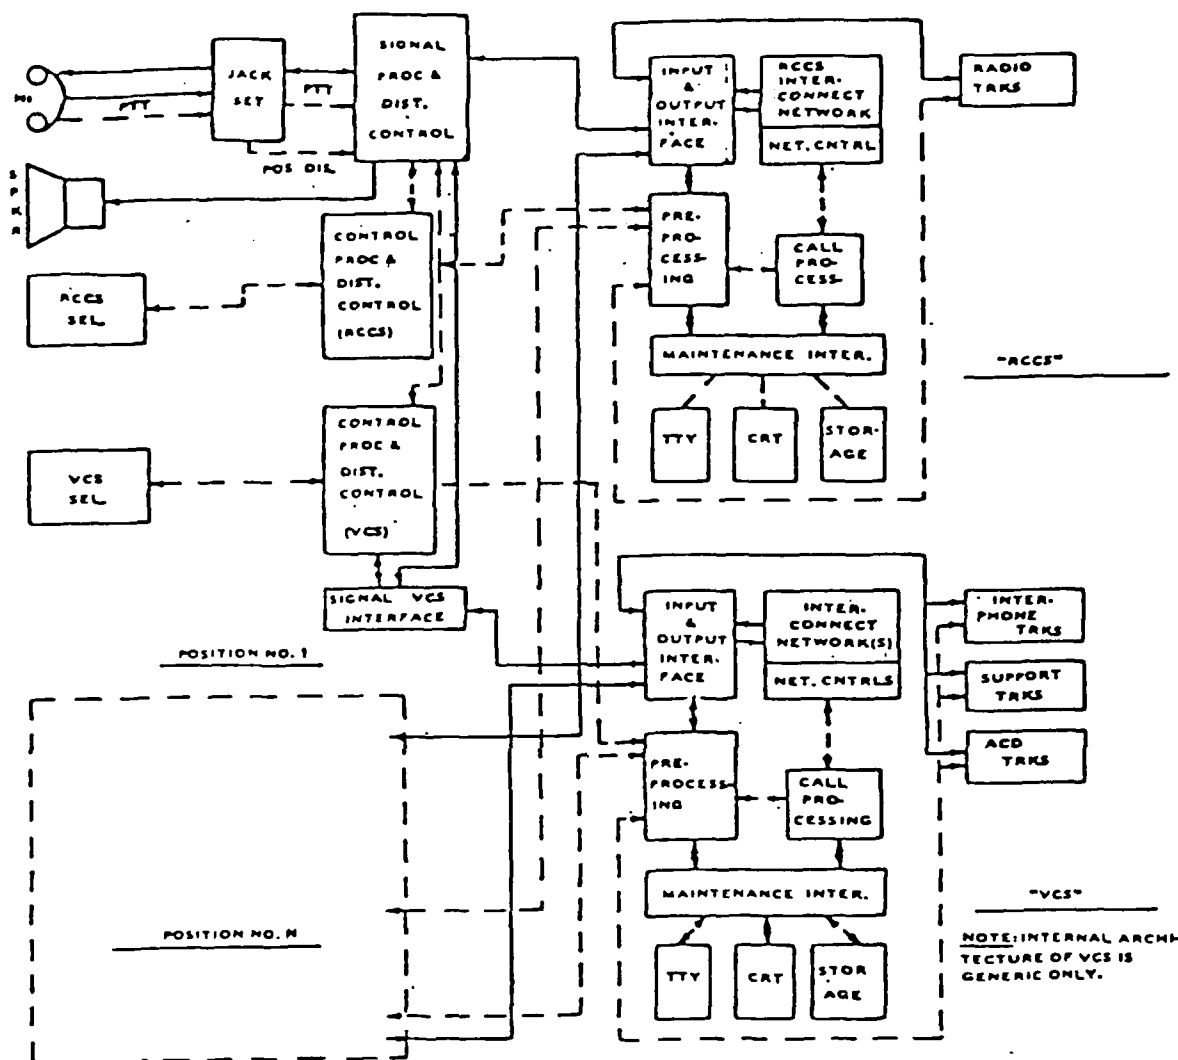 SIGNAL
PROC &
DIST.
CONTROL
JACK
SET
PTT
PTT
POS DIS.
SPKR
CONTROL
PROC &
DIST.
CONTROL
(RCCS)
RCCS
SEL.
CONTROL
PROC &
DIST.
CONTROL
(VCS)
VCS
SEL.
SIGNAL VCS
INTERFACE
POSITION NO. 1
POSITION NO. N
INPUT
&
OUTPUT
INTER-
FACE
RCCS
INTER-
CONNECT
NETWORK
NET. CNTRL
RADIO
TRKS
PRE-
PRO-
CESS-
ING
CALL
PRO-
CESS-
MAINTENANCE INTER.
TTY
CRT
STOR-
AGE
"RCCS"
INPUT
&
OUTPUT
INTER-
FACE
INTER-
CONNECT
NETWORK(S)
NET. CNTRLS
INTER-
PHONE
TRKS
SUPPORT
TRKS
ACD
TRKS
PRE-
PROCESS-
ING
CALL
PRO-
CESSING
MAINTENANCE INTER.
TTY
CRT
STOR
AGE
"VCS"
NOTE: INTERNAL ARCHI-
TECTURE OF VCS IS
GENERIC ONLY.